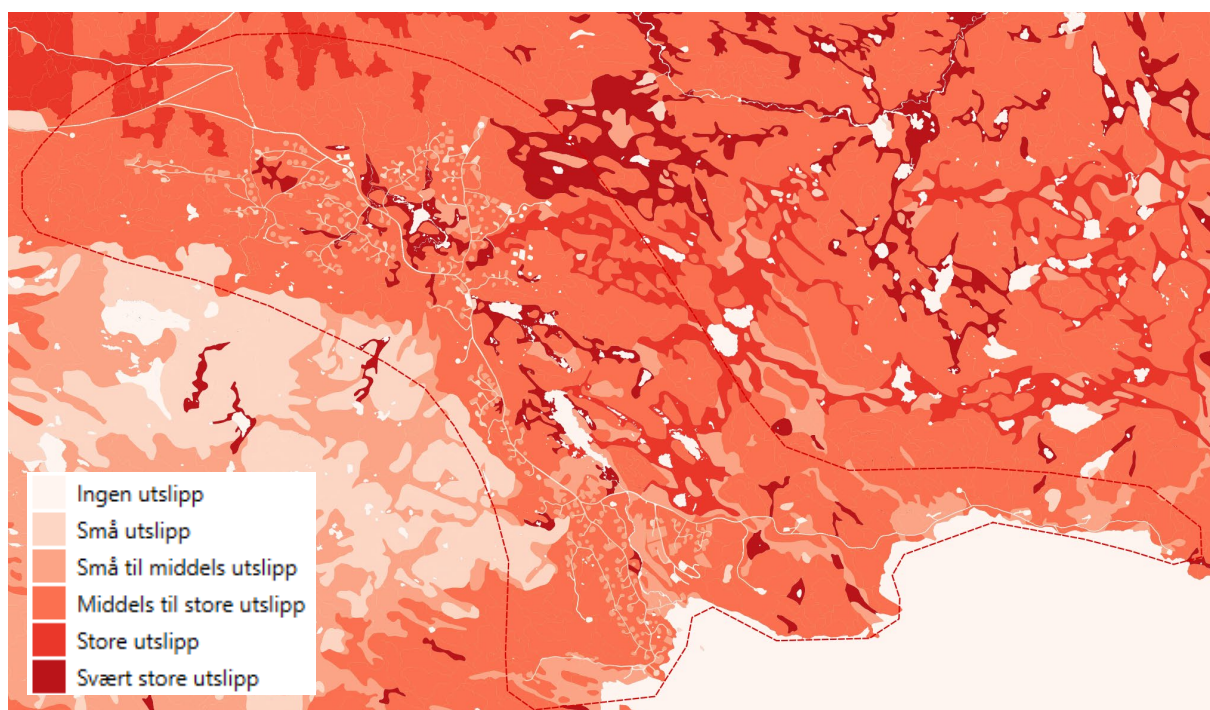 Ingen utslipp
Små utslipp
Små til middels utslipp
Middels til store utslipp
Store utslipp
Svært store utslipp